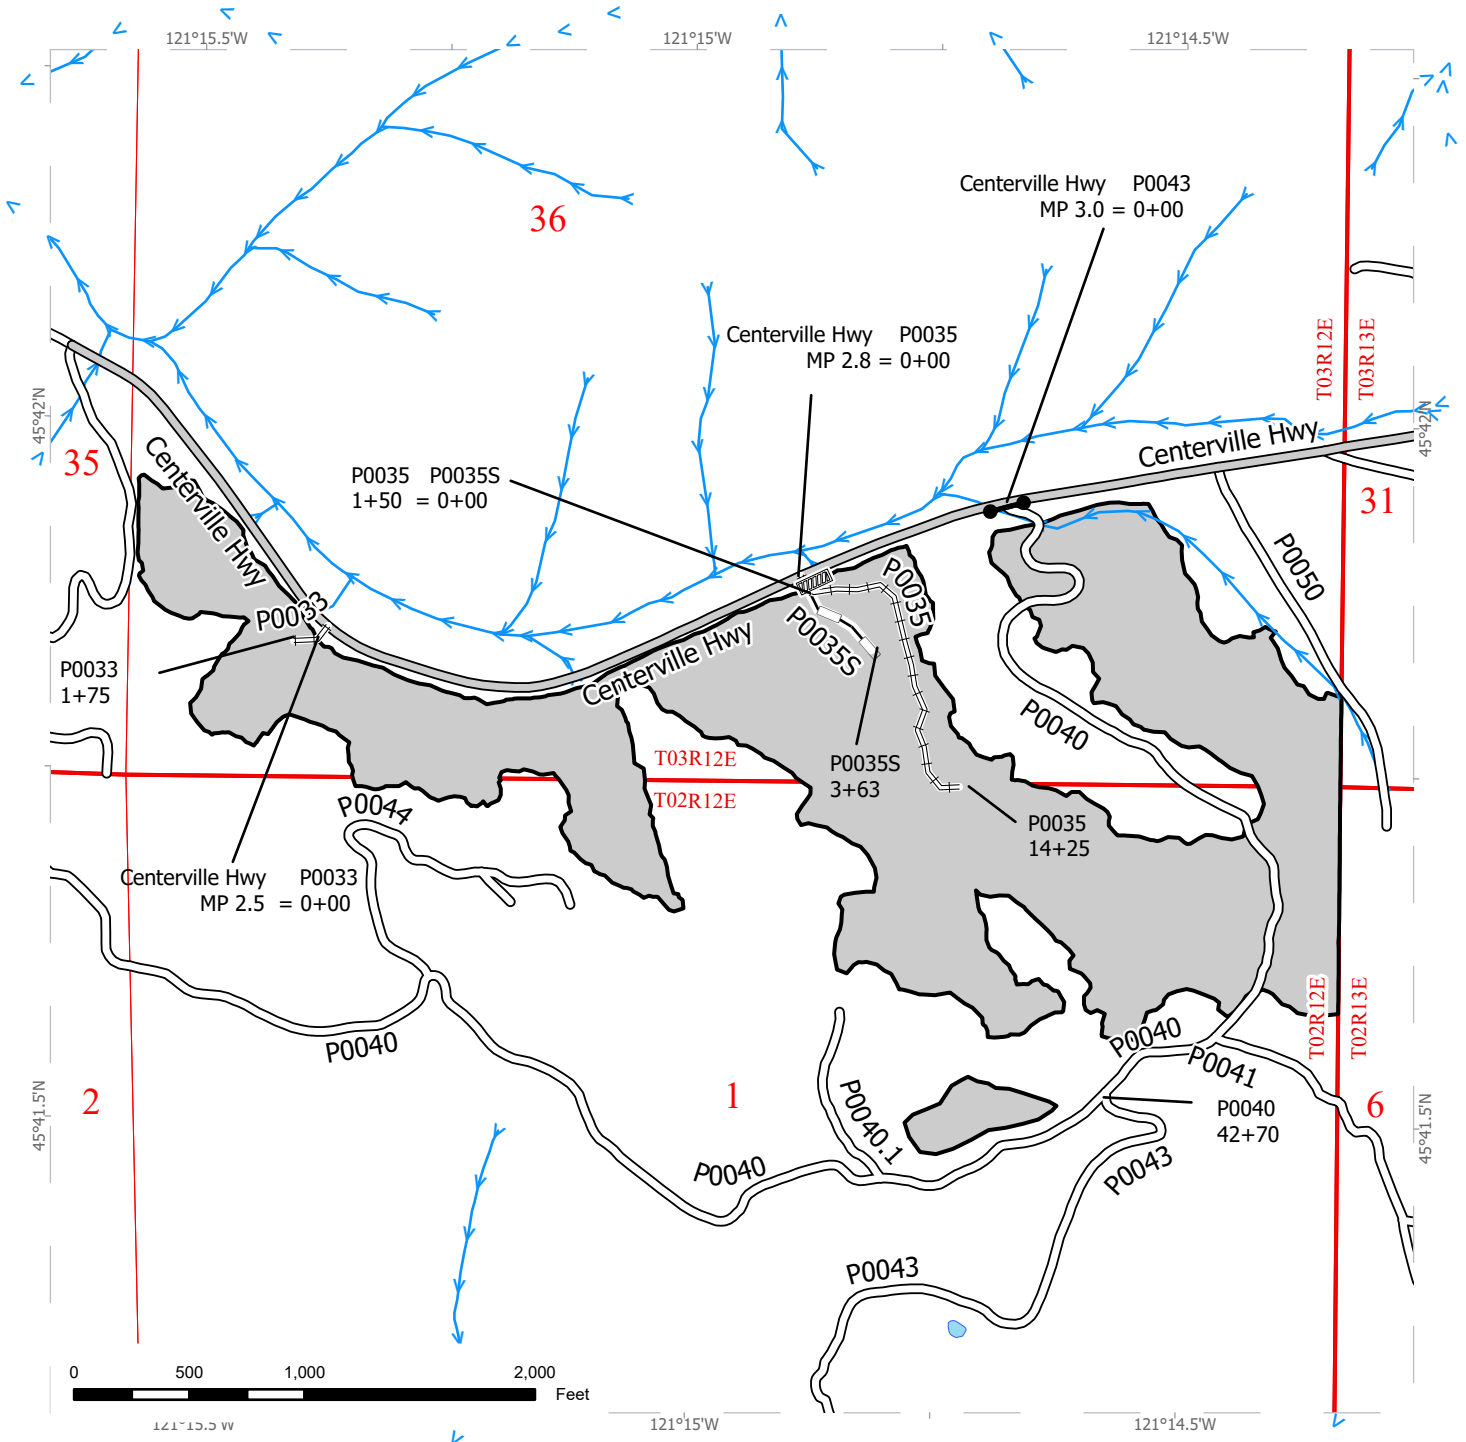 121°15.5'W
121°15'W
121°14.5'W
36
Centerville Hwy P0043
MP 3.0 = 0+00
Centerville Hwy P0035
MP 2.8 = 0+00
T03R12E
T03R13E
45°42'N
45°42'N
35
Centerville Hwy
Centerville Hwy
P0035 P0035S
1+50 = 0+00
31
P0050
P0035
P0033
P0035S
Centerville Hwy
P0033
1+75
P0040
T03R12E
T02R12E
P0035S
3+63
P0044
P0035
14+25
Centerville Hwy P0033
MP 2.5 = 0+00
T02R12E
T02R13E
P0040
P0040
P0041
2
1
6
45°41.5'N
45°41.5'N
P0040
42+70
P0040.1
P0040
P0043
P0043
0 500 1,000 2,000
Feet
121°15.5'W
121°15'W
121°14.5'W